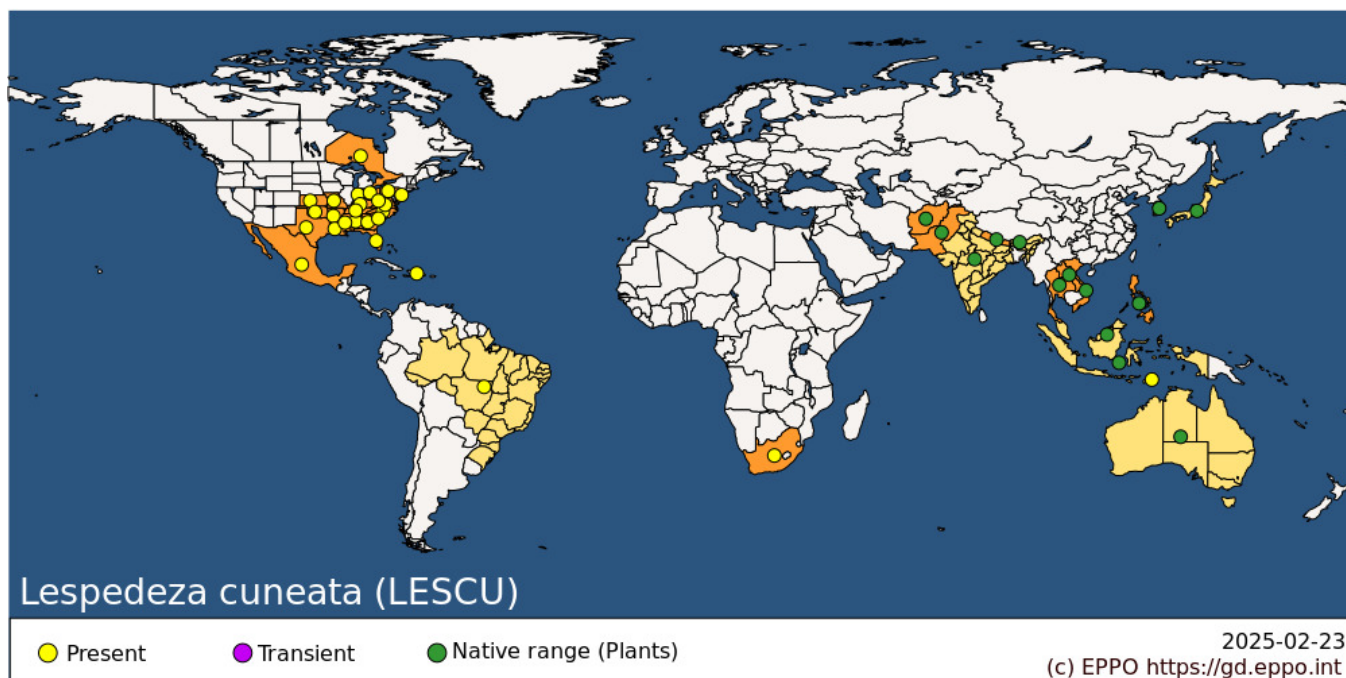 Lespedeza cuneata (LESCU)
Present
Transient
Native range (Plants)
2025-02-23
(c) EPPO https://gd.eppo.int